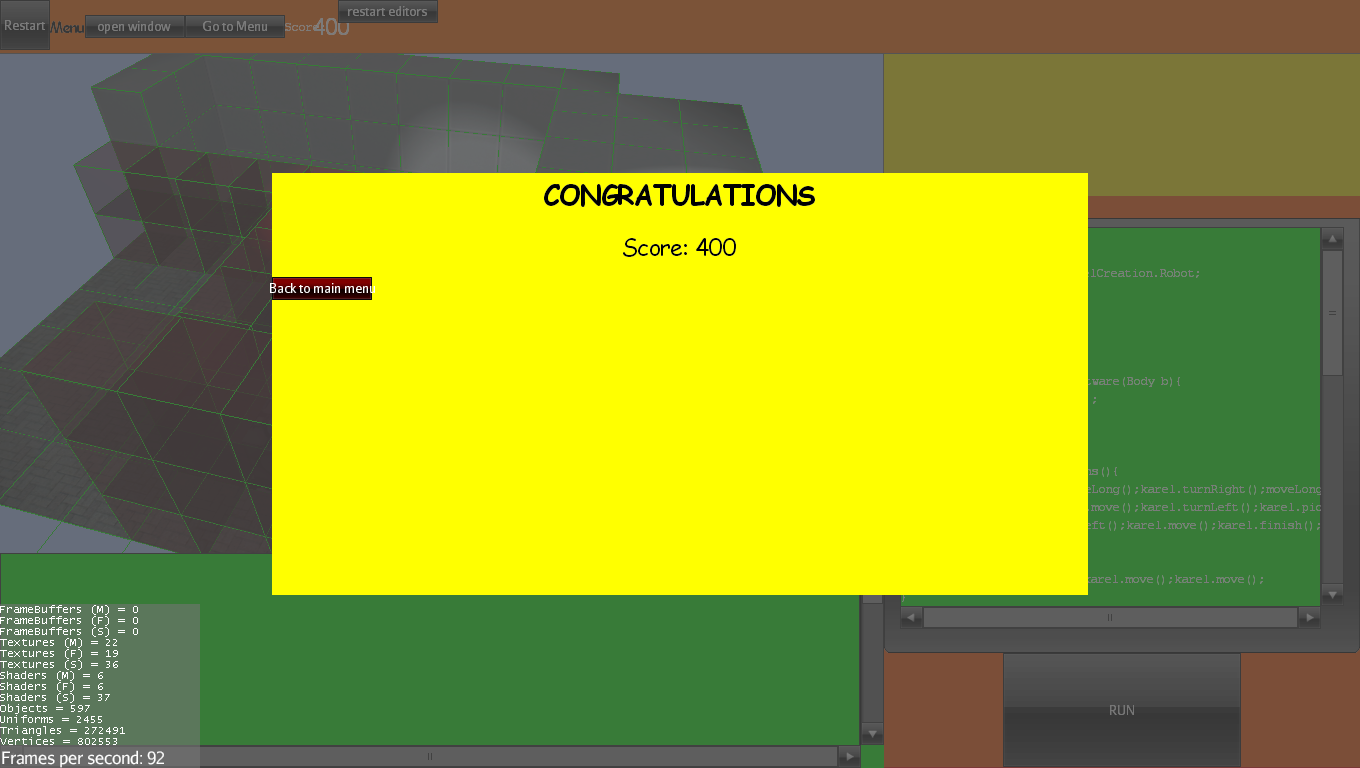 restart editors
Restart
Menu
open window
Go to Menu
Score
400
CONGRATULATIONS
Score: 400
Back to main menu
elCreation.Robot;
tware(Body b){
;
ns(){
eLong();karel.turnRight();moveLong
.move();karel.turnLeft();karel.pic
eft();karel.move();karel.finish();
karel.move();karel.move();
}
RUN
FrameBuffers (M) = 0
FrameBuffers (F) = 0
FrameBuffers (S) = 0
Textures (M) = 22
Textures (F) = 19
Textures (S) = 36
Shaders (M) = 6
Shaders (F) = 6
Shaders (S) = 37
Objects = 597
Uniforms = 2455
Triangles = 272491
Vertices = 802553
Frames per second: 92